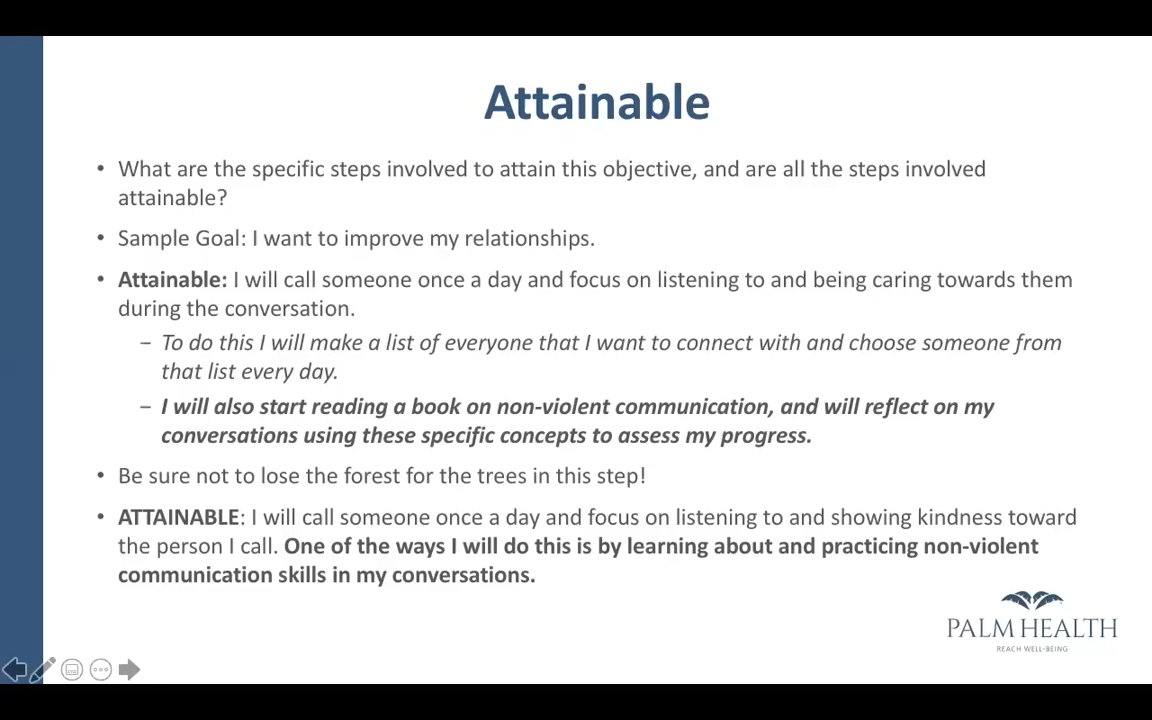 Attainable
• What are the specific steps involved to attain this objective, and are all the steps involved
attainable?
• Sample Goal: I want to improve my relationships.
• Attainable: I will call someone once a day and focus on listening to and being caring towards them
during the conversation.
– To do this I will make a list of everyone that I want to connect with and choose someone from
that list every day.
– I will also start reading a book on non-violent communication, and will reflect on my
conversations using these specific concepts to assess my progress.
• Be sure not to lose the forest for the trees in this step!
• ATTAINABLE: I will call someone once a day and focus on listening to and showing kindness toward
the person I call. One of the ways I will do this is by learning about and practicing non-violent
communication skills in my conversations.
PALM HEALTH
REACH WELL-BEING